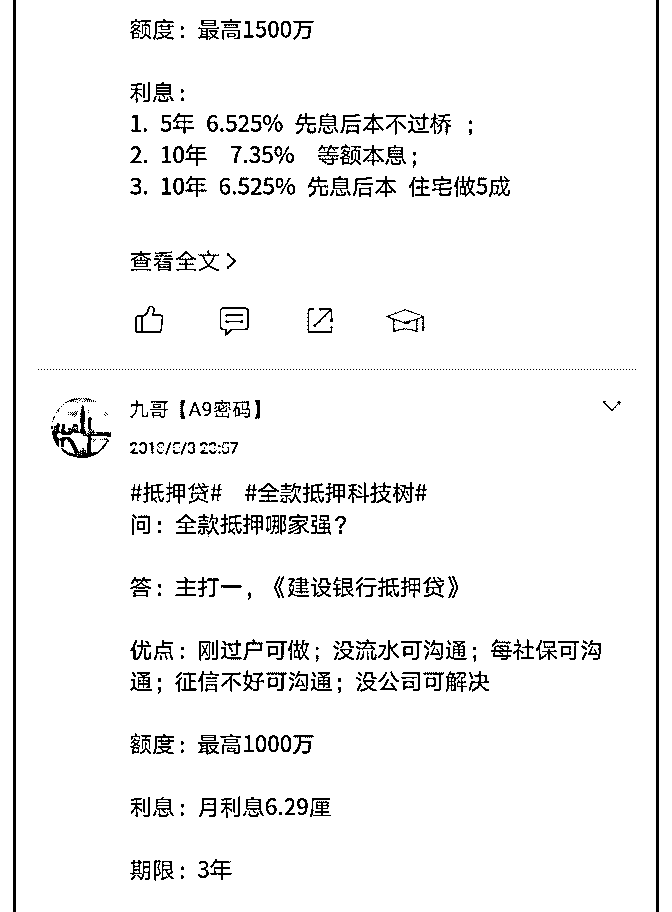 额度：最高1500万
利息：
1. 5年 6.525% 先息后本不过桥 ；
2. 10年 7.35% 等额本息；
3. 10年 6.525% 先息后本 住宅做5成
查看全文>
九哥【A9密码】
#抵押贷# #全款抵押科技树#
问：全款抵押哪家强？
答：主打一，《建设银行抵押贷》
优点：刚过户可做；没流水可沟通；每社保可沟
通；征信不好可沟通；没公司可解决
额度：最高1000万
利息：月利息6.29厘
期限：3年